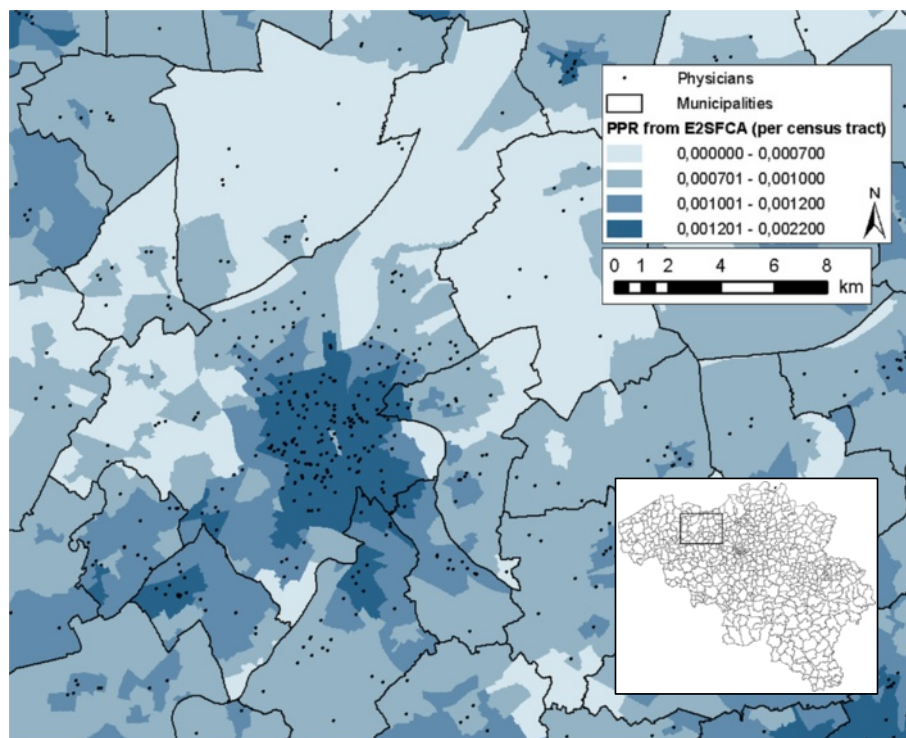 Physicians
Municipalities
PPR from E2SFCA (per census tract)
0,000000 - 0,000700
0,000701 - 0,001000
0,001001 - 0,001200
0,001201 - 0,002200
N
0 1 2 4 6 8
km